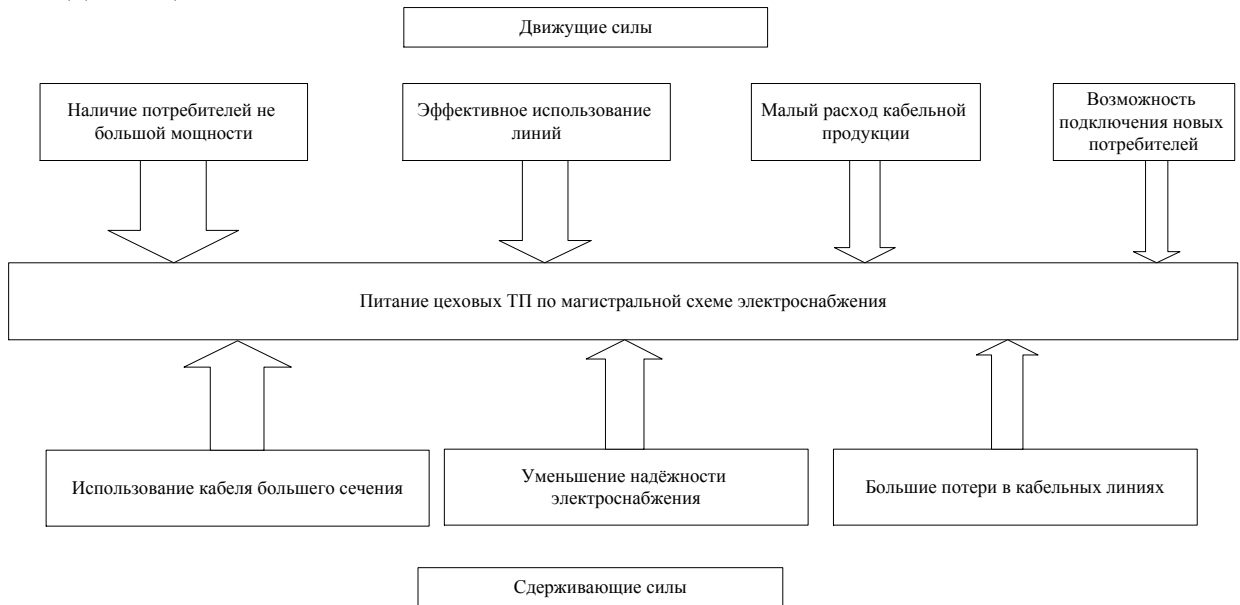 Движущие силы
Наличие потребителей не
большой мощности
Эффективное использование
линий
Малый расход кабельной
продукции
Возможность
подключения новых
потребителей
Питание цеховых ТП по магистральной схеме электроснабжения
Использование кабеля большего сечения
Уменьшение надёжности
электроснабжения
Большие потери в кабельных линиях
Сдерживающие силы